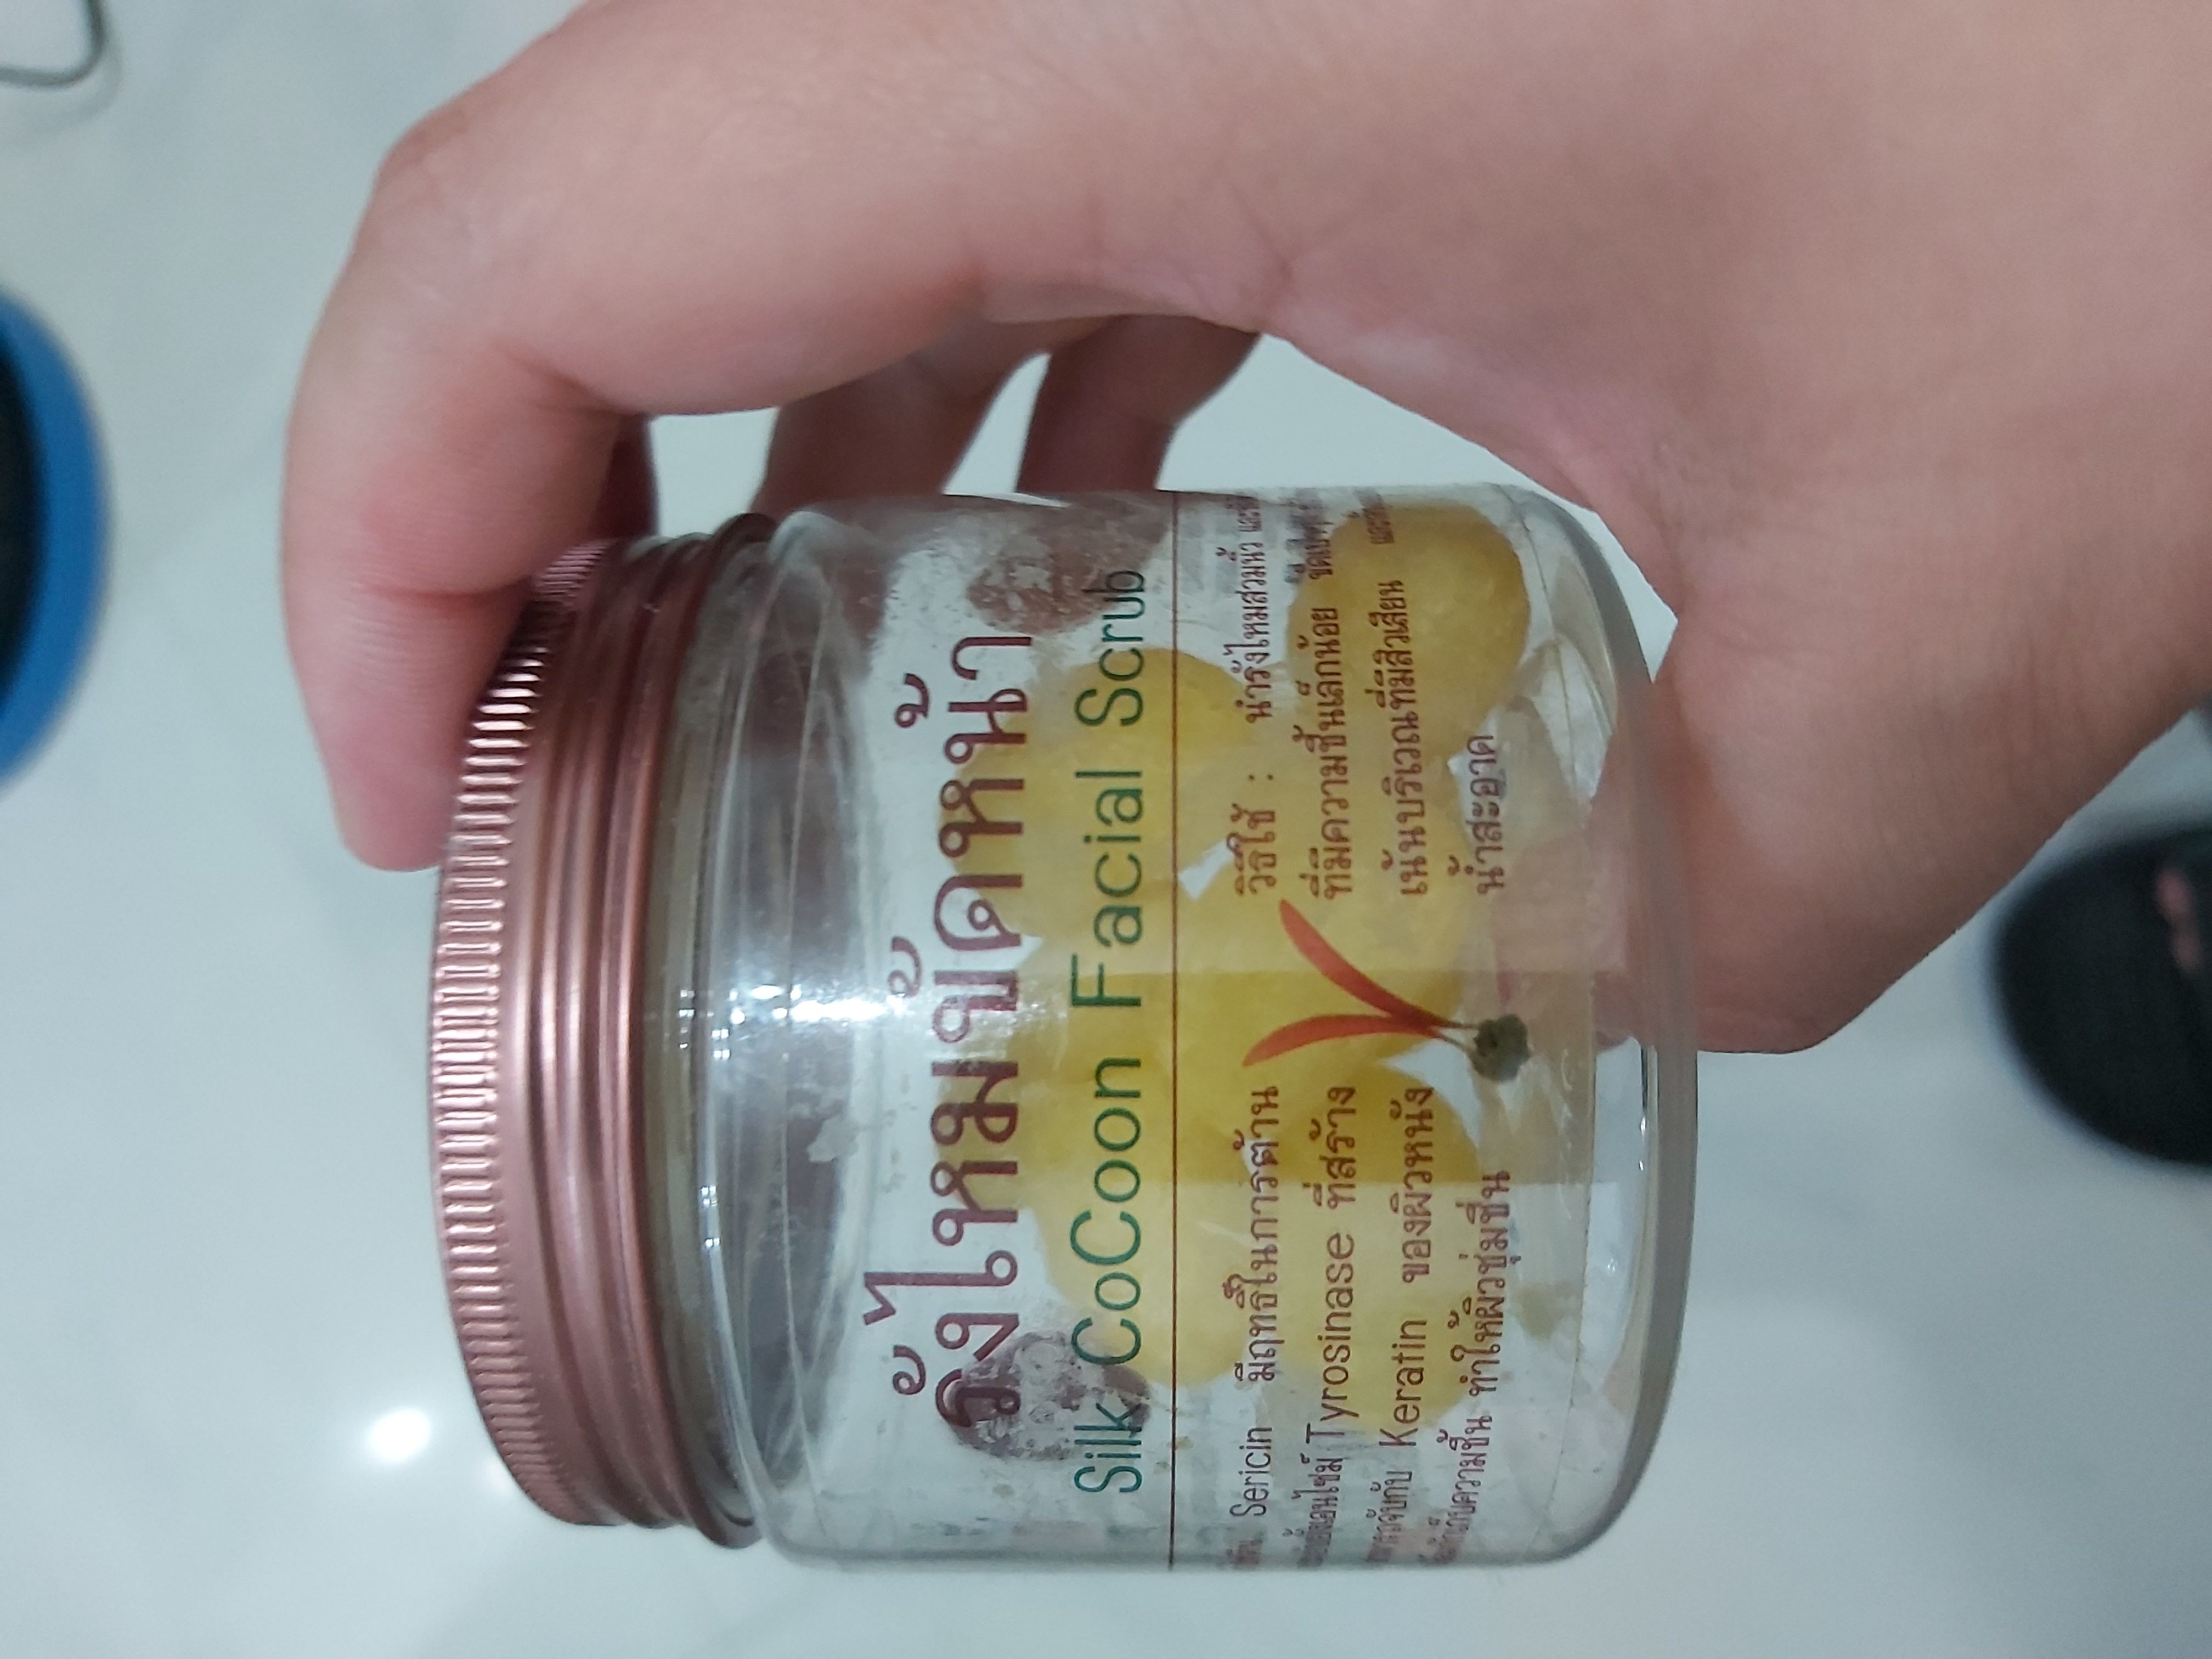 รังไหมขัดหน้า
Silk CoCoon Facial Scrub
Sericin มีฤทธิ์ในการต้าน
Tyrosinase ที่สร้าง
Keratin ของผิวหนัง
ทำให้ผิวชุ่มชื่น
วิธีใช้ : นำรังไหมสวมนิ้ว
ที่มีความชื้นเล็กน้อย
เน้นบริเวณที่มีสิวเสี้ยน
น้ำสะอาด